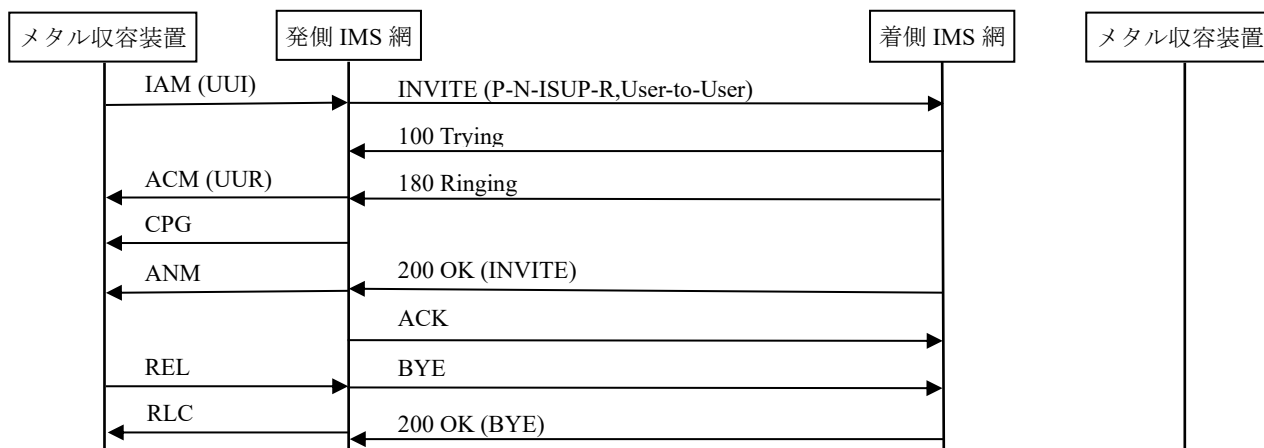 メタル収容装置
発側 IMS 網
着側 IMS 網
メタル収容装置
IAM (UUI)
INVITE (P-N-ISUP-R,User-to-User)
100 Trying
ACM (UUR)
180 Ringing
CPG
ANM
200 OK (INVITE)
ACK
REL
BYE
RLC
200 OK (BYE)